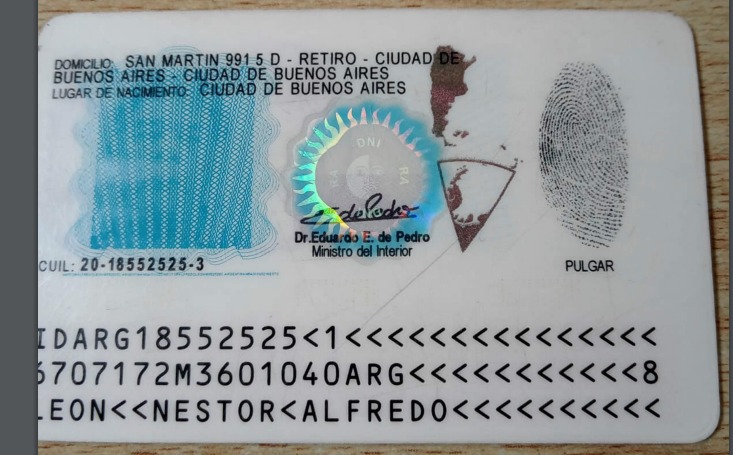 DOMICILIO: SAN MARTIN 991 5 D - RETIRO - CIUDAD DE
BUENOS AIRES - CIUDAD DE BUENOS AIRES
LUGAR DE NACIMIENTO: CIUDAD DE BUENOS AIRES
DNI
RA
RA
Dr.Eduardo E. de Pedro
Ministro del Interior
CUIL: 20-18552525-3
PULGAR
IDARG18552525<1<<<<<<<<<<<<<<<
6707172M3601040ARG<<<<<<<<<<<8
LEON<<NESTOR<ALFREDO<<<<<<<<<<